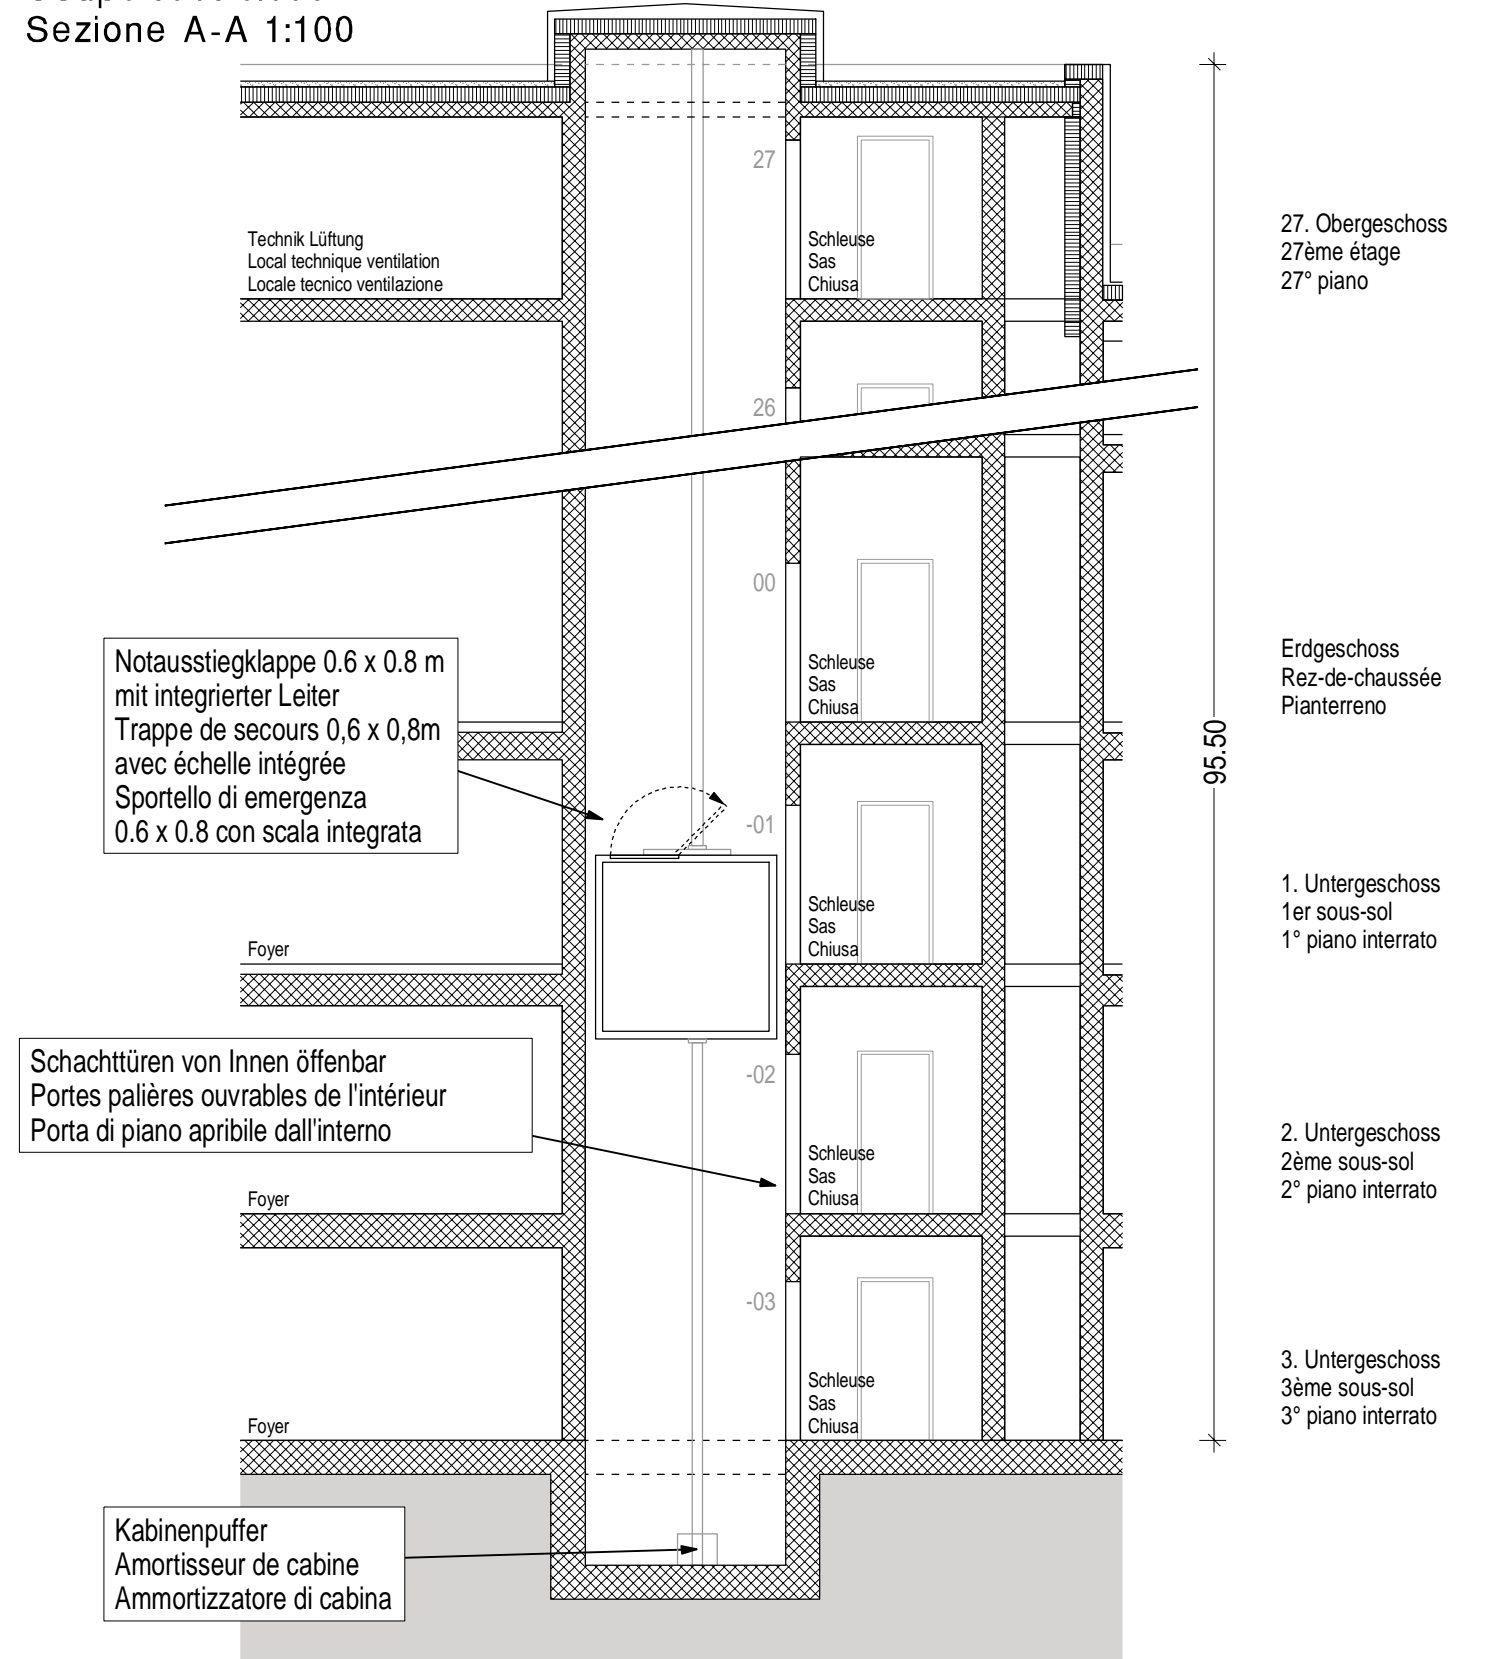 Sezione A-A 1:100
27
Technik Lüftung
Local technique ventilation
Locale tecnico ventilazione
Schleuse
Sas
Chiusa
27. Obergeschoss
27ème étage
27° piano
26
00
Notausstiegklappe 0.6 x 0.8 m
mit integrierter Leiter
Trappe de secours 0,6 x 0,8m
avec échelle intégrée
Sportello di emergenza
0.6 x 0.8 con scala integrata
Schleuse
Sas
Chiusa
Erdgeschoss
Rez-de-chaussée
Pianterreno
95.50
-01
Foyer
Schleuse
Sas
Chiusa
1. Untergeschoss
1er sous-sol
1° piano interrato
Schachttüren von Innen öffenbar
Portes palières ouvrables de l'intérieur
Porta di piano apribile dall'interno
-02
Foyer
Schleuse
Sas
Chiusa
2. Untergeschoss
2ème sous-sol
2° piano interrato
-03
Foyer
Schleuse
Sas
Chiusa
3. Untergeschoss
3ème sous-sol
3° piano interrato
Kabinenpuffer
Amortisseur de cabine
Ammortizzatore di cabina